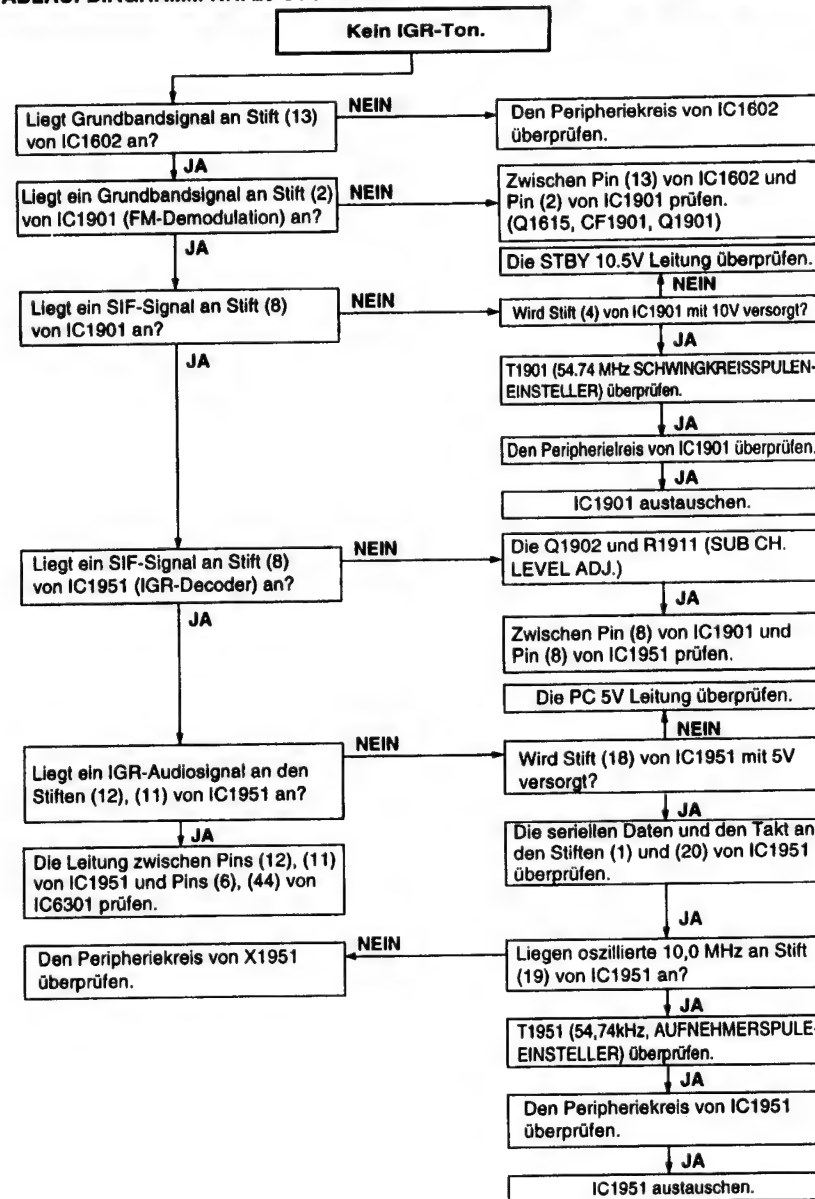 Kein IGR-Ton.
Liegt Grundbandsignal an Stift (13)
von IC1602 an?
NEIN
Den Peripheriekreis von IC1602
überprüfen.
JA
Liegt ein Grundbandsignal an Stift (2)
von IC1901 (FM-Demodulation) an?
NEIN
Zwischen Pin (13) von IC1602 und
Pin (2) von IC1901 prüfen.
(Q1615, CF1901, Q1901)
JA
Die STBY 10.5V Leitung überprüfen.
NEIN
Liegt ein SIF-Signal an Stift (8)
von IC1901 an?
NEIN
Wird Stift (4) von IC1901 mit 10V versorgt?
JA
JA
T1901 (54.74 MHz SCHWINGKREISSPULEN-
EINSTELLER) überprüfen.
JA
Den Peripherielreis von IC1901 überprüfen.
JA
IC1901 austauschen.
Liegt ein SIF-Signal an Stift (8)
von IC1951 (IGR-Decoder) an?
NEIN
Die Q1902 und R1911 (SUB CH.
LEVEL ADJ.)
JA
JA
Zwischen Pin (8) von IC1901 und
Pin (8) von IC1951 prüfen.
Die PC 5V Leitung überprüfen.
NEIN
Liegt ein IGR-Audiosignal an den
Stiften (12), (11) von IC1951 an?
NEIN
Wird Stift (18) von IC1951 mit 5V
versorgt?
JA
JA
Die Leitung zwischen Pins (12), (11)
von IC1951 und Pins (6), (44) von
IC6301 prüfen.
Die seriellen Daten und den Takt an
den Stiften (1) und (20) von IC1951
überprüfen.
JA
Liegen oszillierte 10,0 MHz an Stift
(19) von IC1951 an?
NEIN
Den Peripheriekreis von X1951
überprüfen.
JA
T1951 (54,74kHz, AUFNEHMERSPULE-
EINSTELLER) überprüfen.
JA
Den Peripheriekreis von IC1951
überprüfen.
JA
IC1951 austauschen.